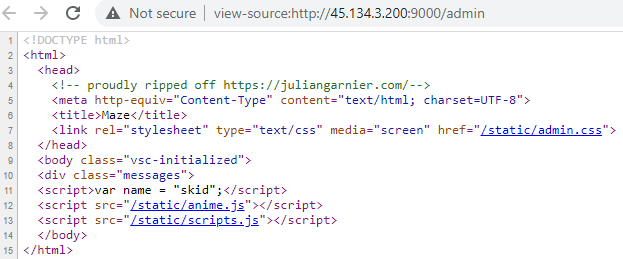 Not secure | view-source:http://45.134.3.200:9000/admin
1 <!DOCTYPE html>
2 <html>
3 <head>
4 <!-- proudly ripped off https://juliangarnier.com/-->
5 <meta http-equiv="Content-Type" content="text/html; charset=UTF-8">
6 <title>Maze</title>
7 <link rel="stylesheet" type="text/css" media="screen" href="/static/admin.css">
8 </head>
9 <body class="vsc-initialized">
10 <div class="messages">
11 <script>var name = "skid";</script>
12 <script src="/static/anime.js"></script>
13 <script src="/static/scripts.js"></script>
14 </body>
15 </html>